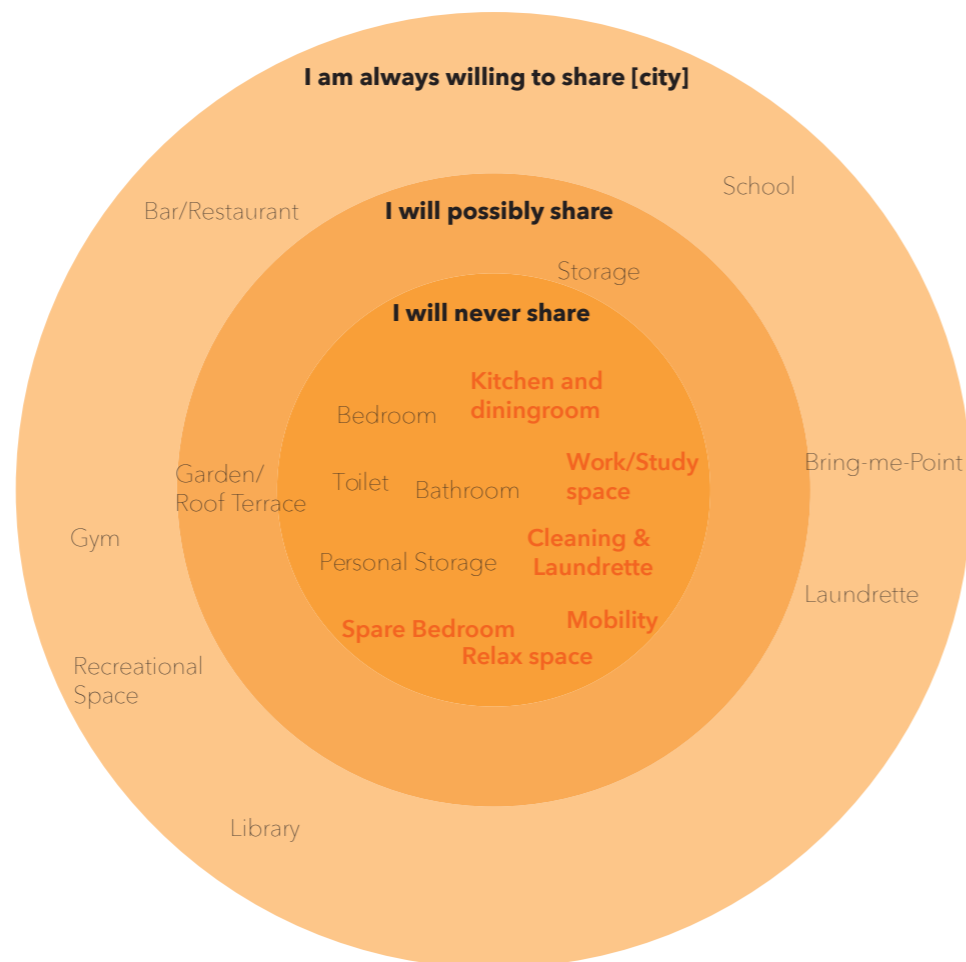 I am always willing to share [city]
School
Bar/Restaurant
I will possibly share
Storage
I will never share
Kitchen and
diningroom
Bedroom
Work/Study
space
Bring-me-Point
Garden/
Roof Terrace
Toilet
Bathroom
Gym
Cleaning &
Laundrette
Personal Storage
Laundrette
Mobility
Spare Bedroom
Relax space
Recreational
Space
Library